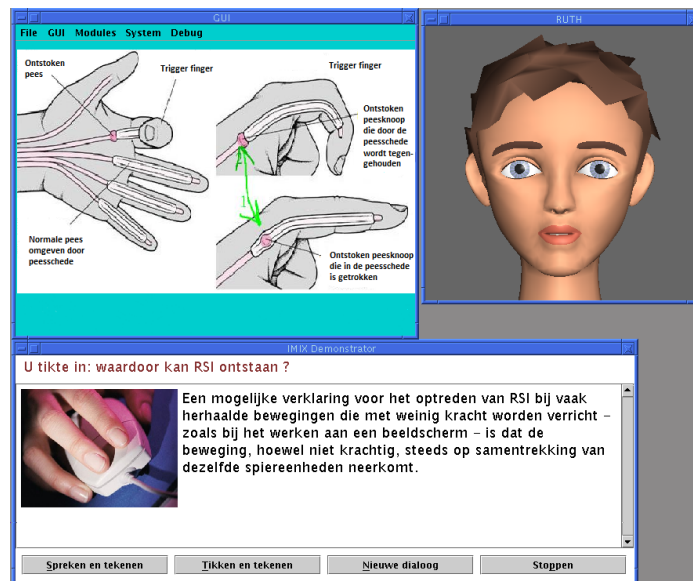 GUI
File GUI Modules System Debug
Ontstoken
pees
Trigger finger
Normale pees
omgeven door
peesschede
Trigger finger
Ontstoken
peesknoop
die door de
peesschede
wordt tegen-
gehouden
Ontstoken peesknoop
die in de peesschede
is getrokken
RUTH
IMIX Demonstrator
U tikte in: waardoor kan RSI ontstaan ?
Een mogelijke verklaring voor het optreden van RSI bij vaak
herhaalde bewegingen die met weinig kracht worden verricht –
zoals bij het werken aan een beeldscherm – is dat de
beweging, hoewel niet krachtig, steeds op samentrekking van
dezelfde spiereenheden neerkomt.
Spreken en tekenen
Tikken en tekenen
Nieuwe dialoog
Stoppen